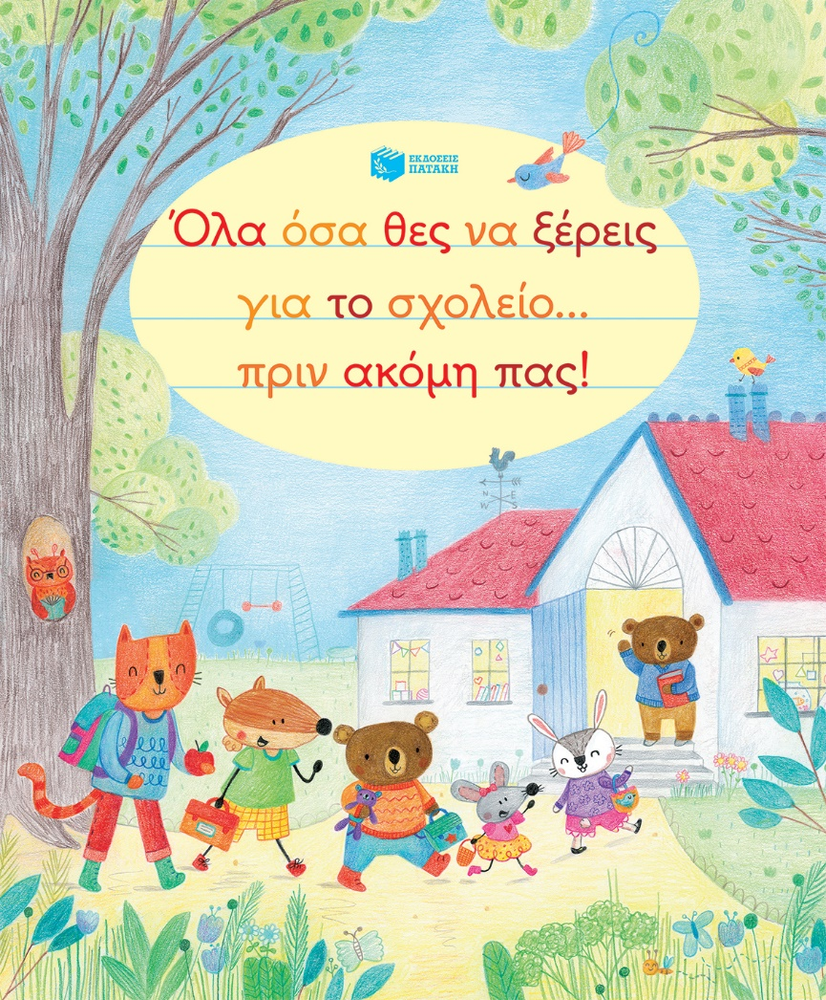 ΕΚΔΟΣΕΙΣ
ΠΑΤΑΚΗ
Όλα όσα θες να ξέρεις
για το σχολείο...
πριν ακόμη πας!
N E
W S